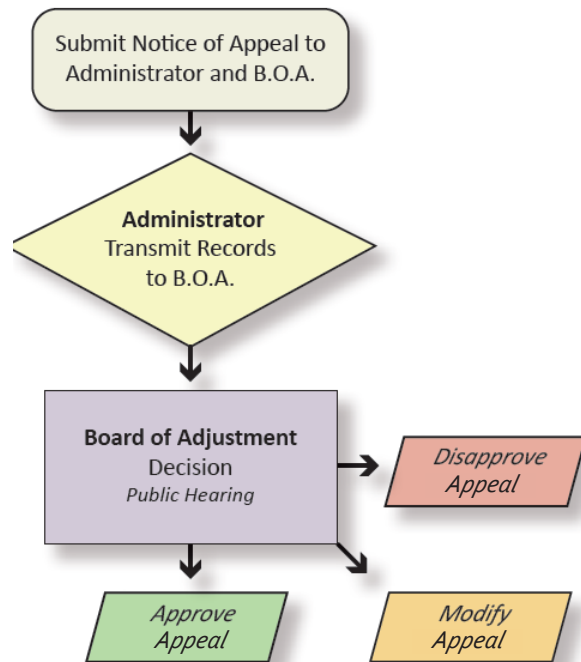 Submit Notice of Appeal to
Administrator and B.O.A.
Administrator
Transmit Records
to B.O.A.
Board of Adjustment
Decision
Public Hearing
Disapprove
Appeal
Approve
Appeal
Modify
Appeal